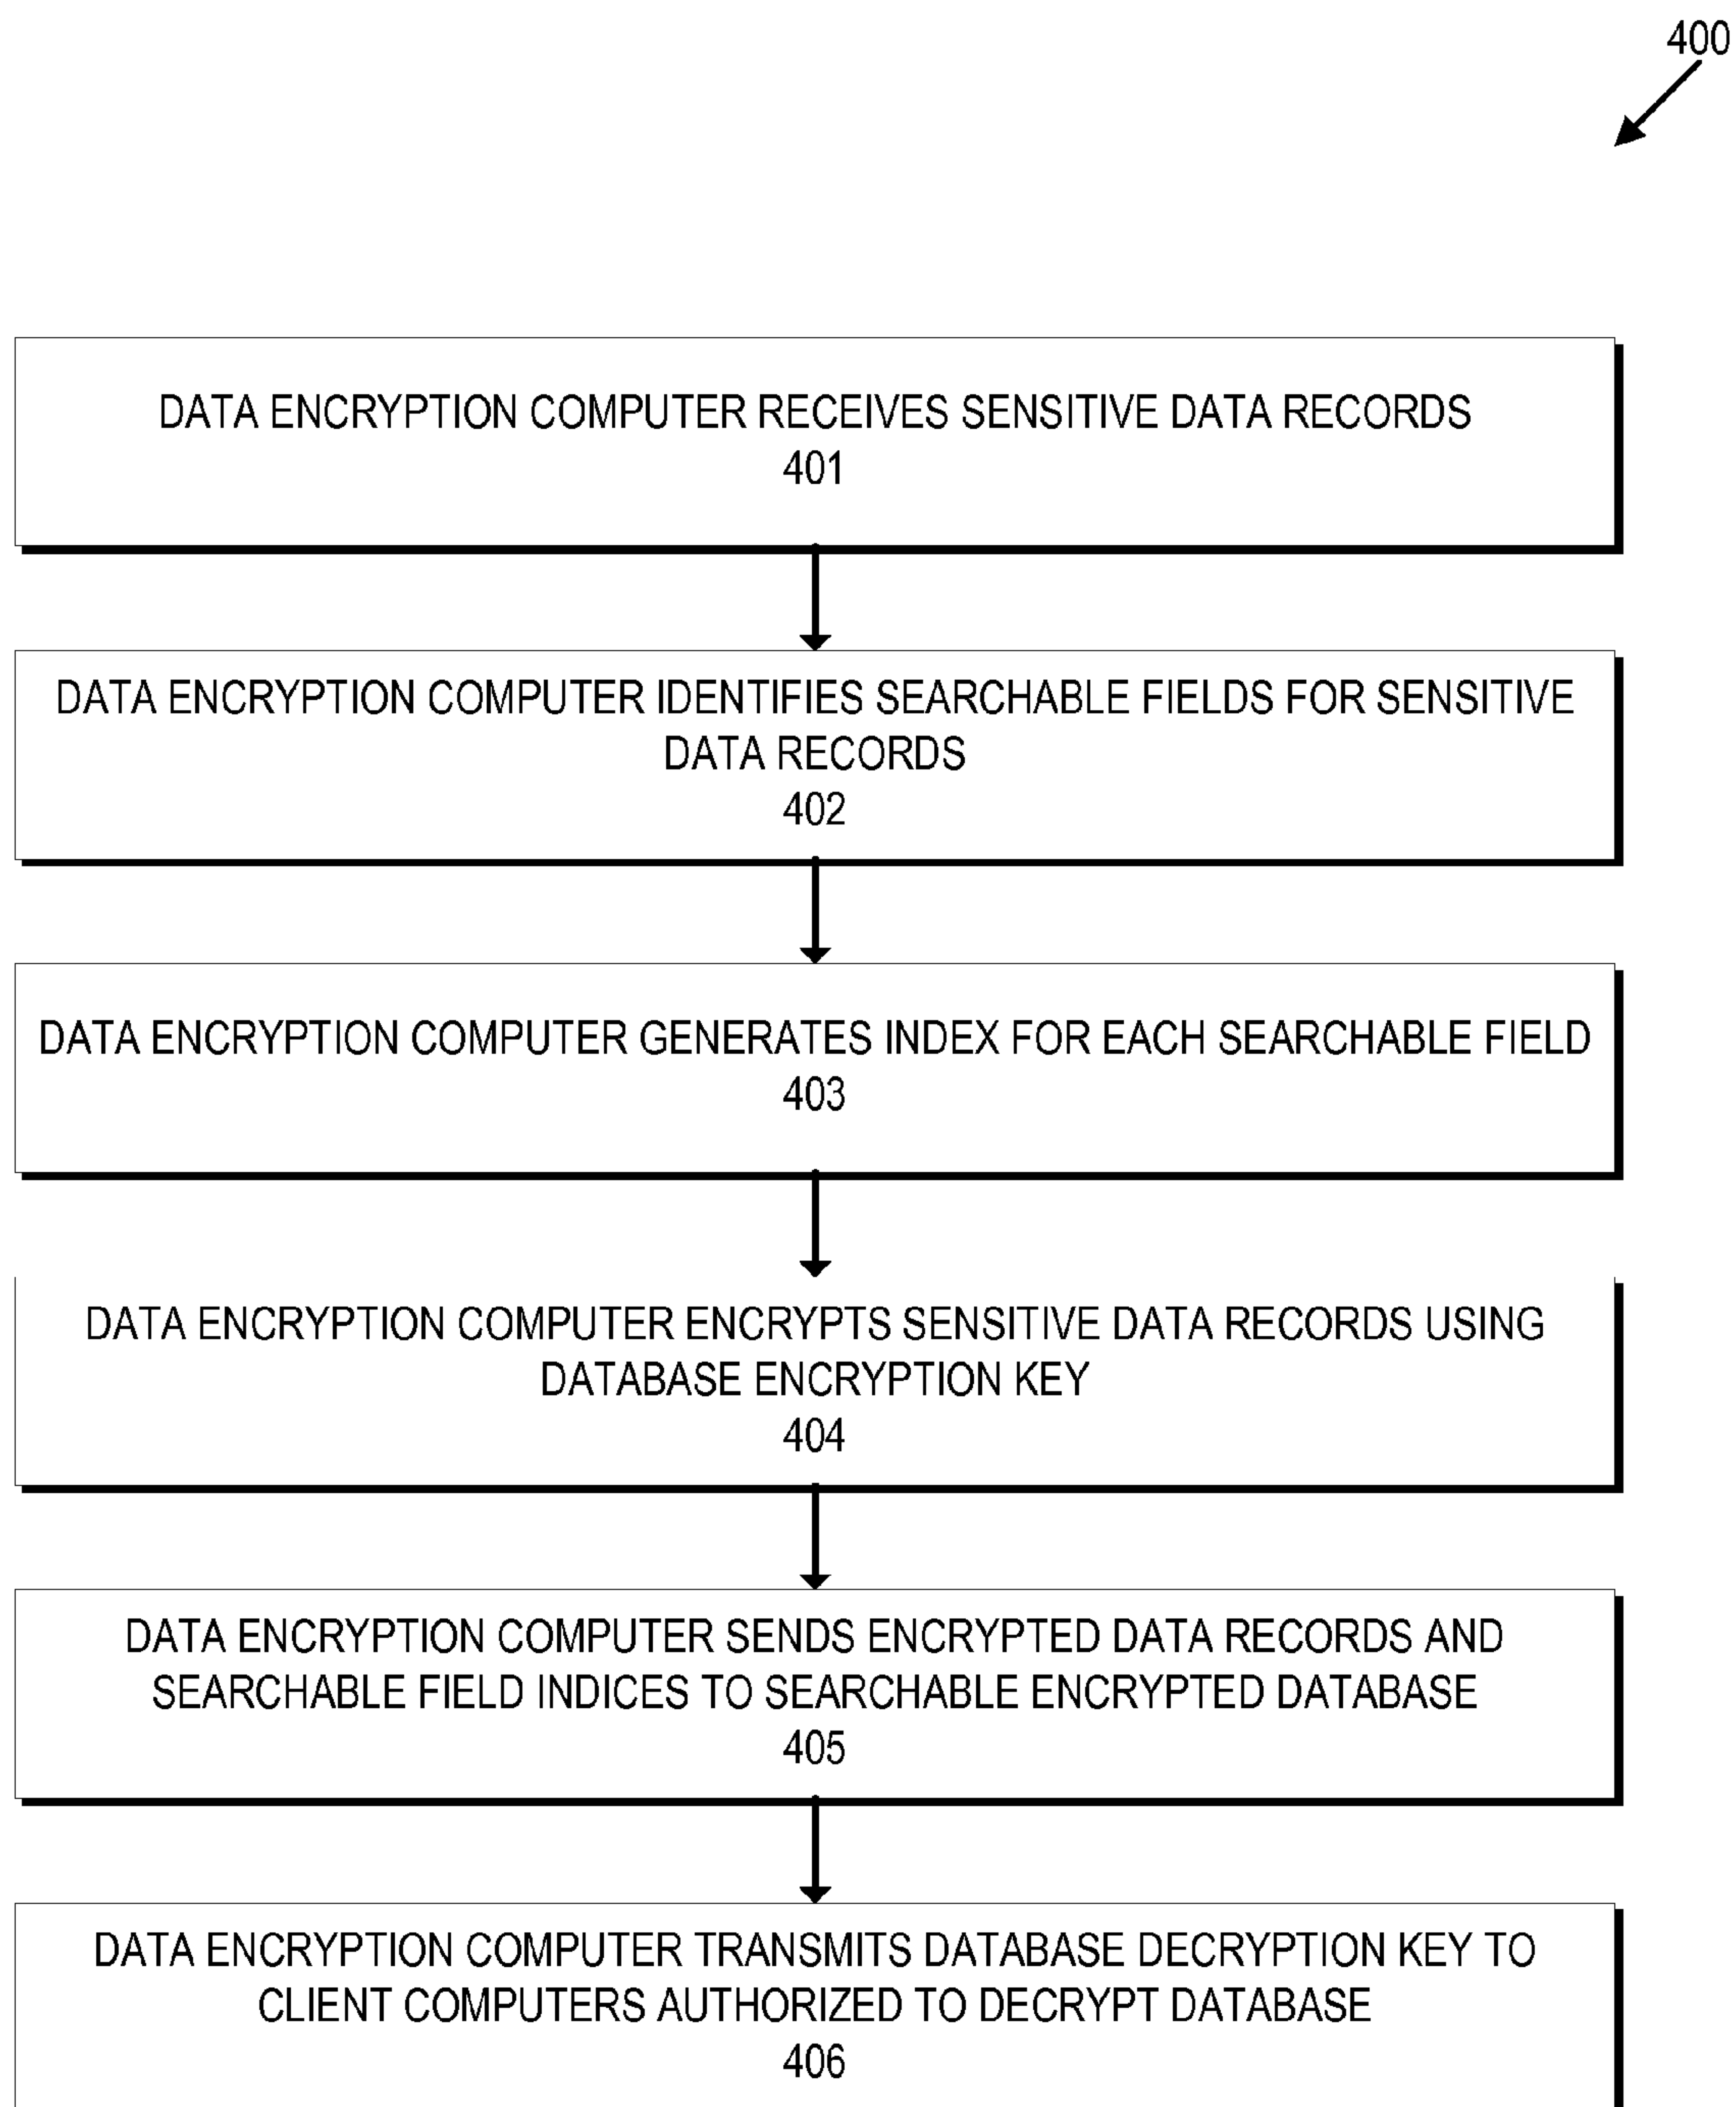 400
DATA ENCRYPTION COMPUTER RECEIVES SENSITIVE DATA RECORDS
401
DATA ENCRYPTION COMPUTER IDENTIFIES SEARCHABLE FIELDS FOR SENSITIVE
DATA RECORDS
402
DATA ENCRYPTION COMPUTER GENERATES INDEX FOR EACH SEARCHABLE FIELD
403
DATA ENCRYPTION COMPUTER ENCRYPTS SENSITIVE DATA RECORDS USING
DATABASE ENCRYPTION KEY
404
DATA ENCRYPTION COMPUTER SENDS ENCRYPTED DATA RECORDS AND
SEARCHABLE FIELD INDICES TO SEARCHABLE ENCRYPTED DATABASE
405
DATA ENCRYPTION COMPUTER TRANSMITS DATABASE DECRYPTION KEY TO
CLIENT COMPUTERS AUTHORIZED TO DECRYPT DATABASE
406